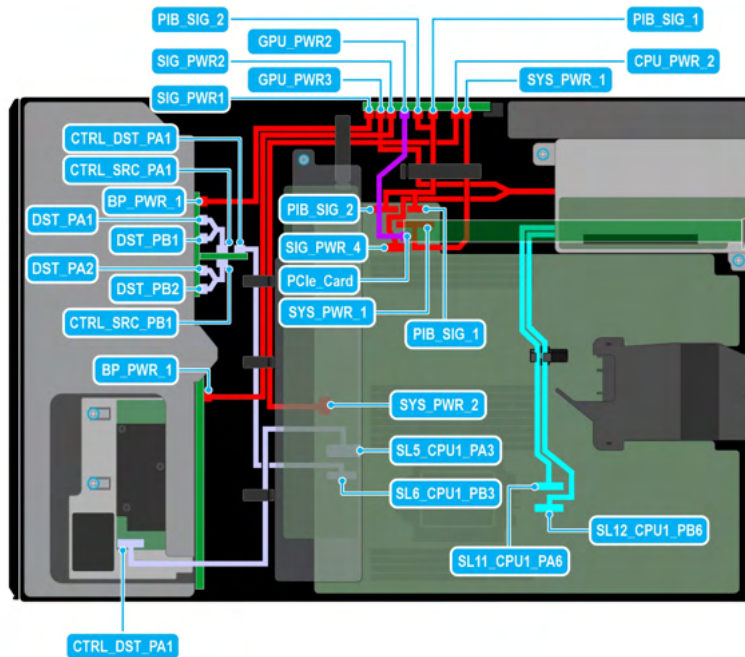 PIB_SIG_2
PIB_SIG_1
GPU_PWR2
SIG_PWR2
CPU_PWR_2
GPU_PWR3
SYS_PWR_1
SIG_PWR1
CTRL_DST_PA1
CTRL_SRC_PA1
BP_PWR_1
DST_PA1
PIB_SIG_2
DST_PB1
SIG_PWR_4
DST_PA2
PCIe_Card
DST_PB2
SYS_PWR_1
CTRL_SRC_PB1
PIB_SIG_1
BP_PWR_1
SYS_PWR_2
SL5_CPU1_PA3
SL6_CPU1_PB3
SL12_CPU1_PB6
SL11_CPU1_PA6
CTRL_DST_PA1